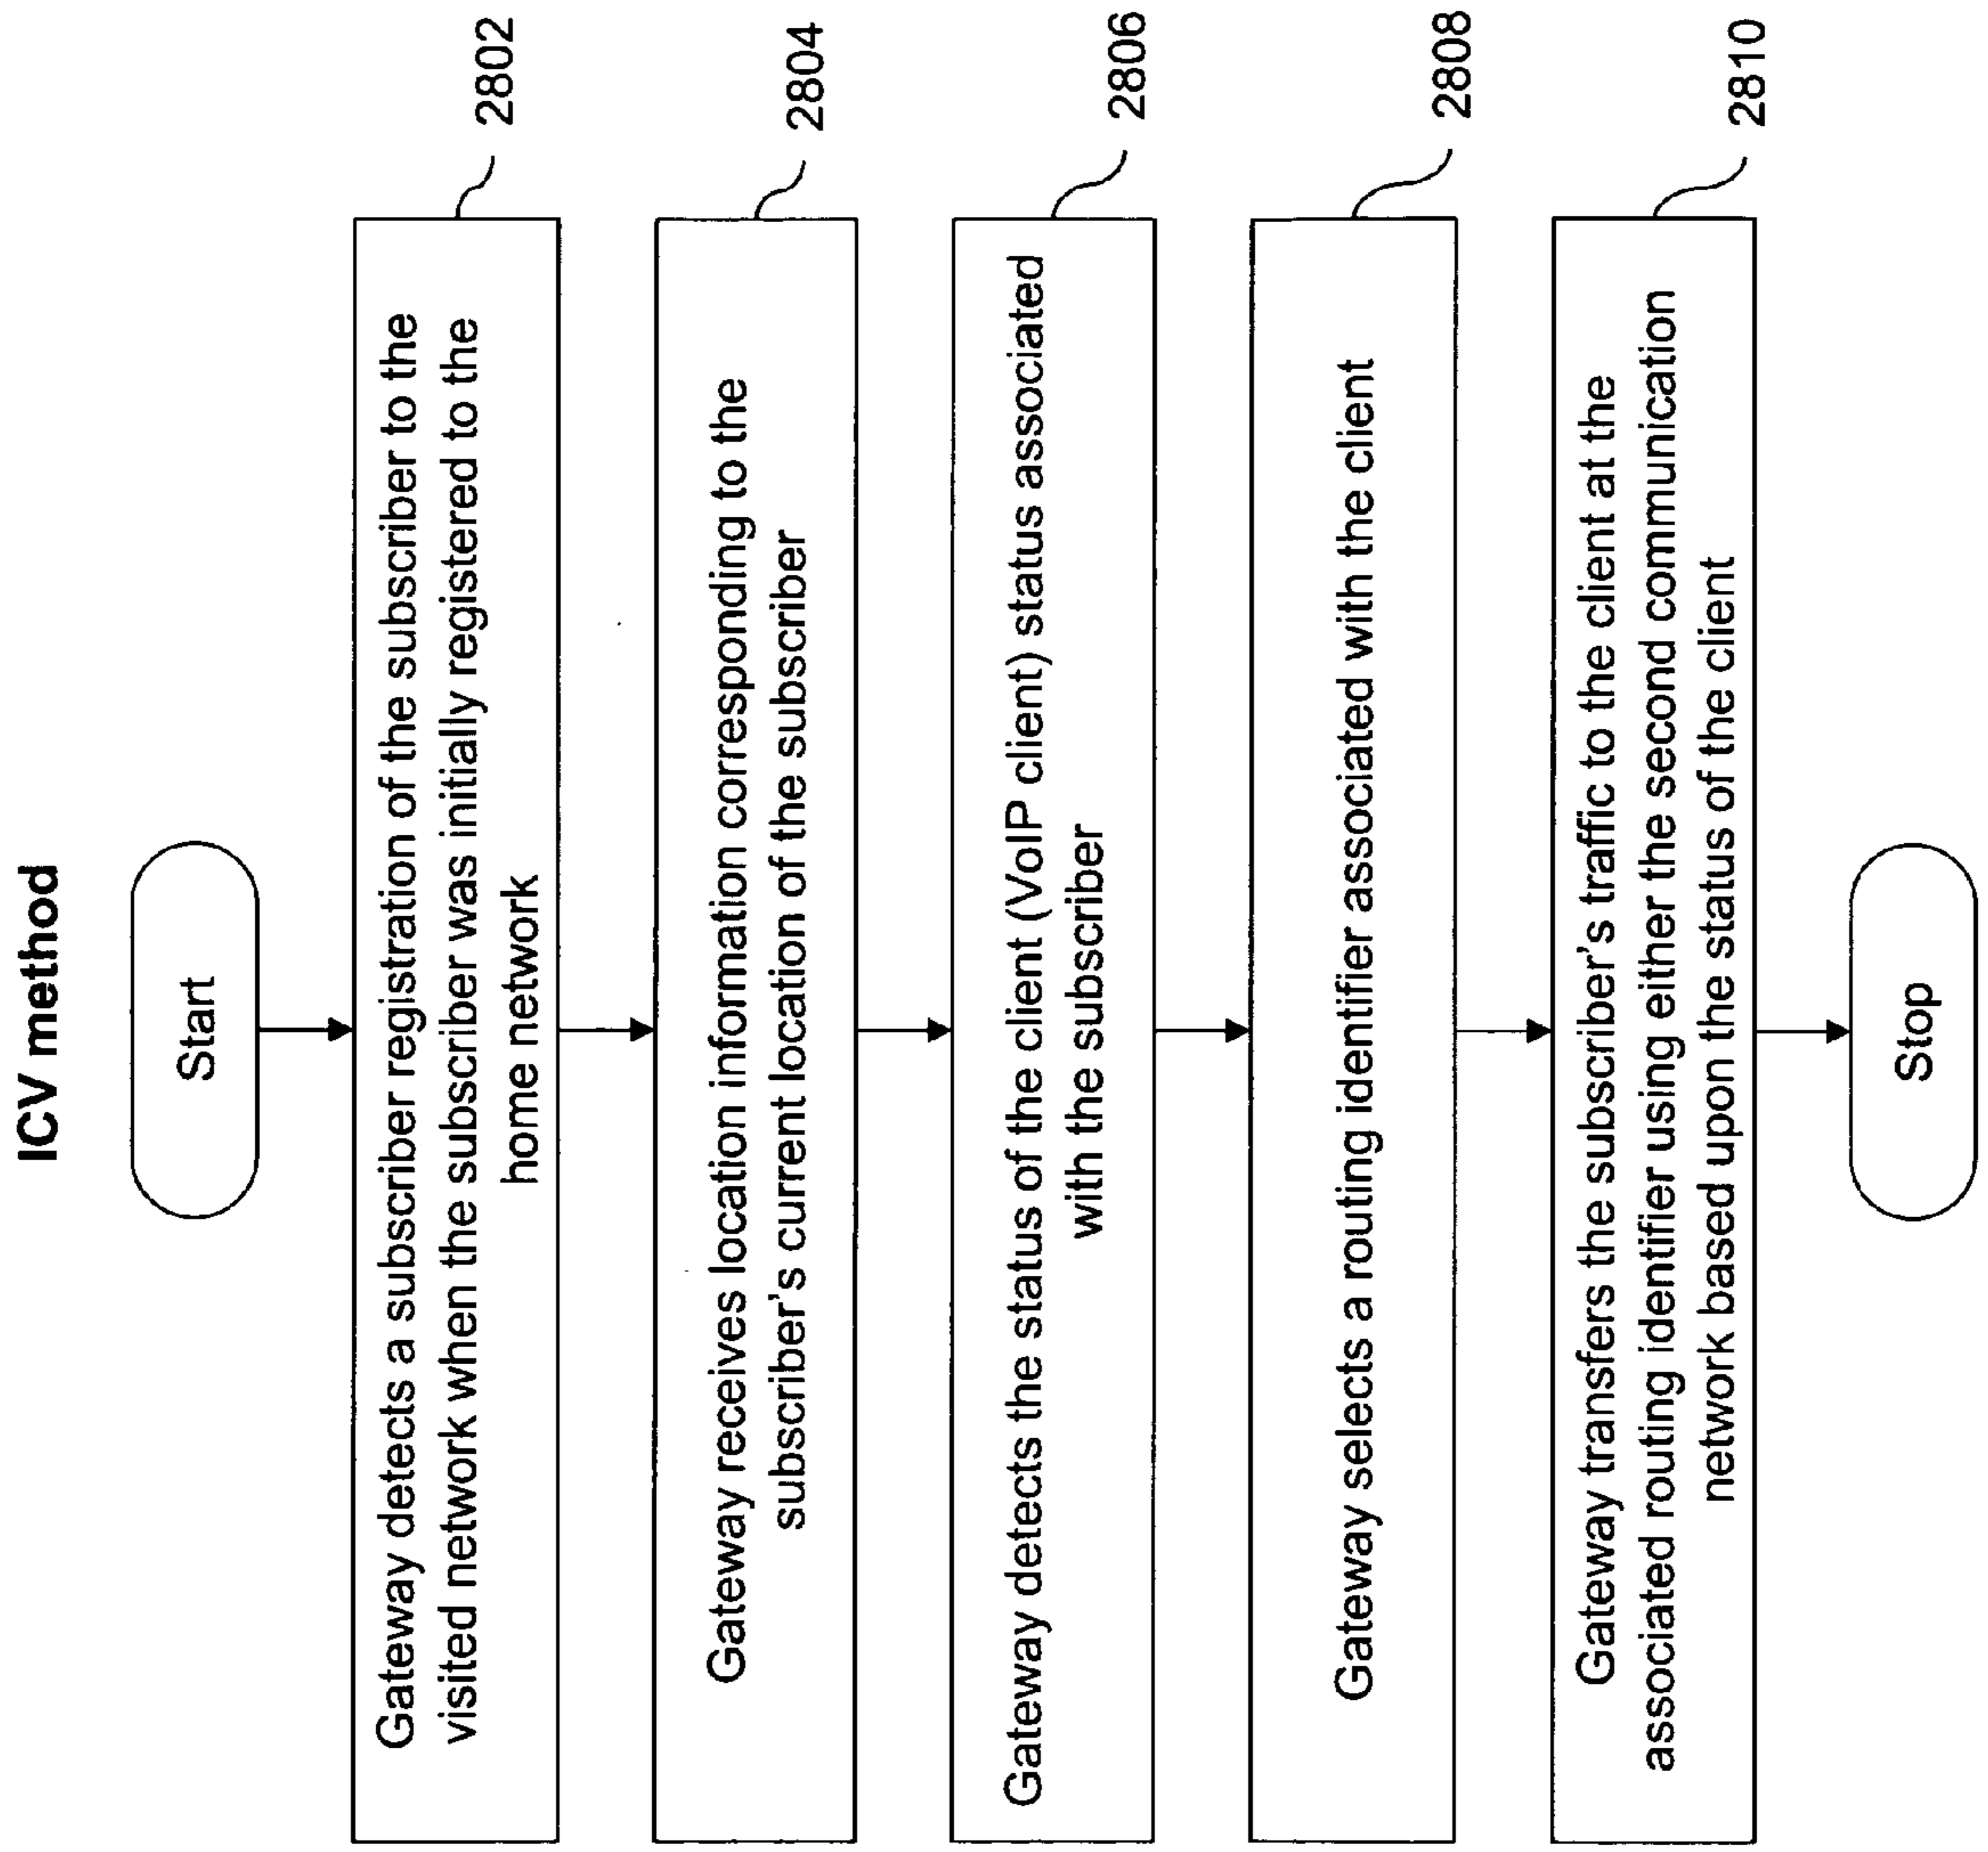 ICV method
Start
Gateway detects a subscriber registration of the subscriber to the
visited network when the subscriber was initially registered to the
home network
2802
Gateway receives location information corresponding to the
subscriber's current location of the subscriber
2804
Gateway detects the status of the client (VoIP client) status associated
with the subscriber
2806
Gateway selects a routing identifier associated with the client
2808
Gateway transfers the subscriber's traffic to the client at the
associated routing identifier using either the second communication
network based upon the status of the client
2810
Stop